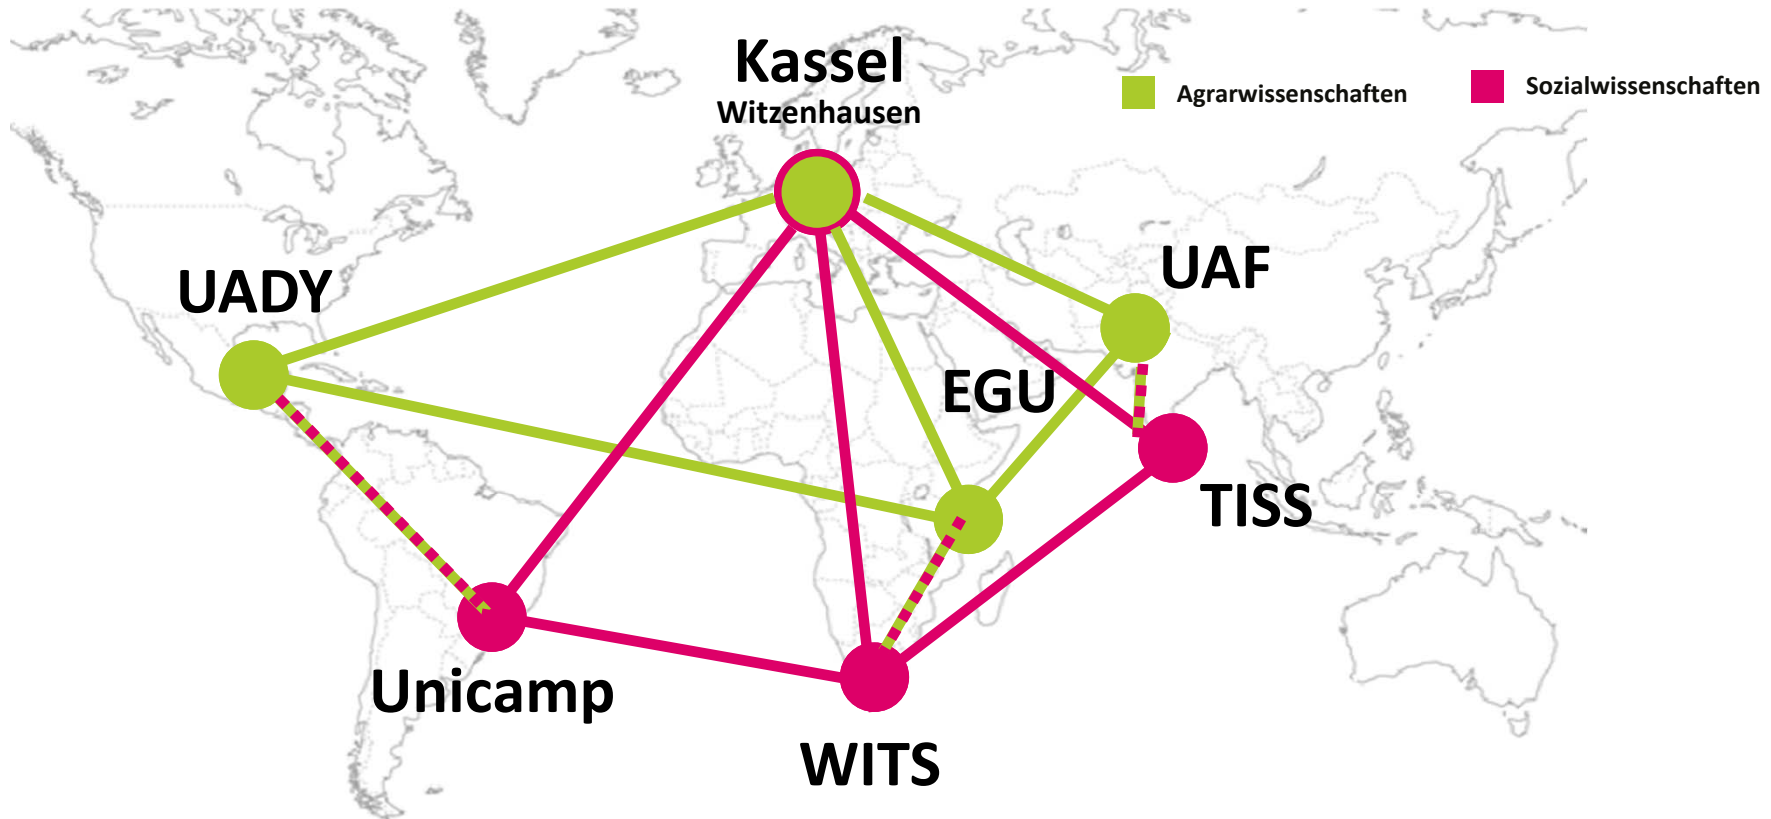 Kassel
Witzenhausen
Agrarwissenschaften
Sozialwissenschaften
UADY
UAF
EGU
TISS
Unicamp
WITS